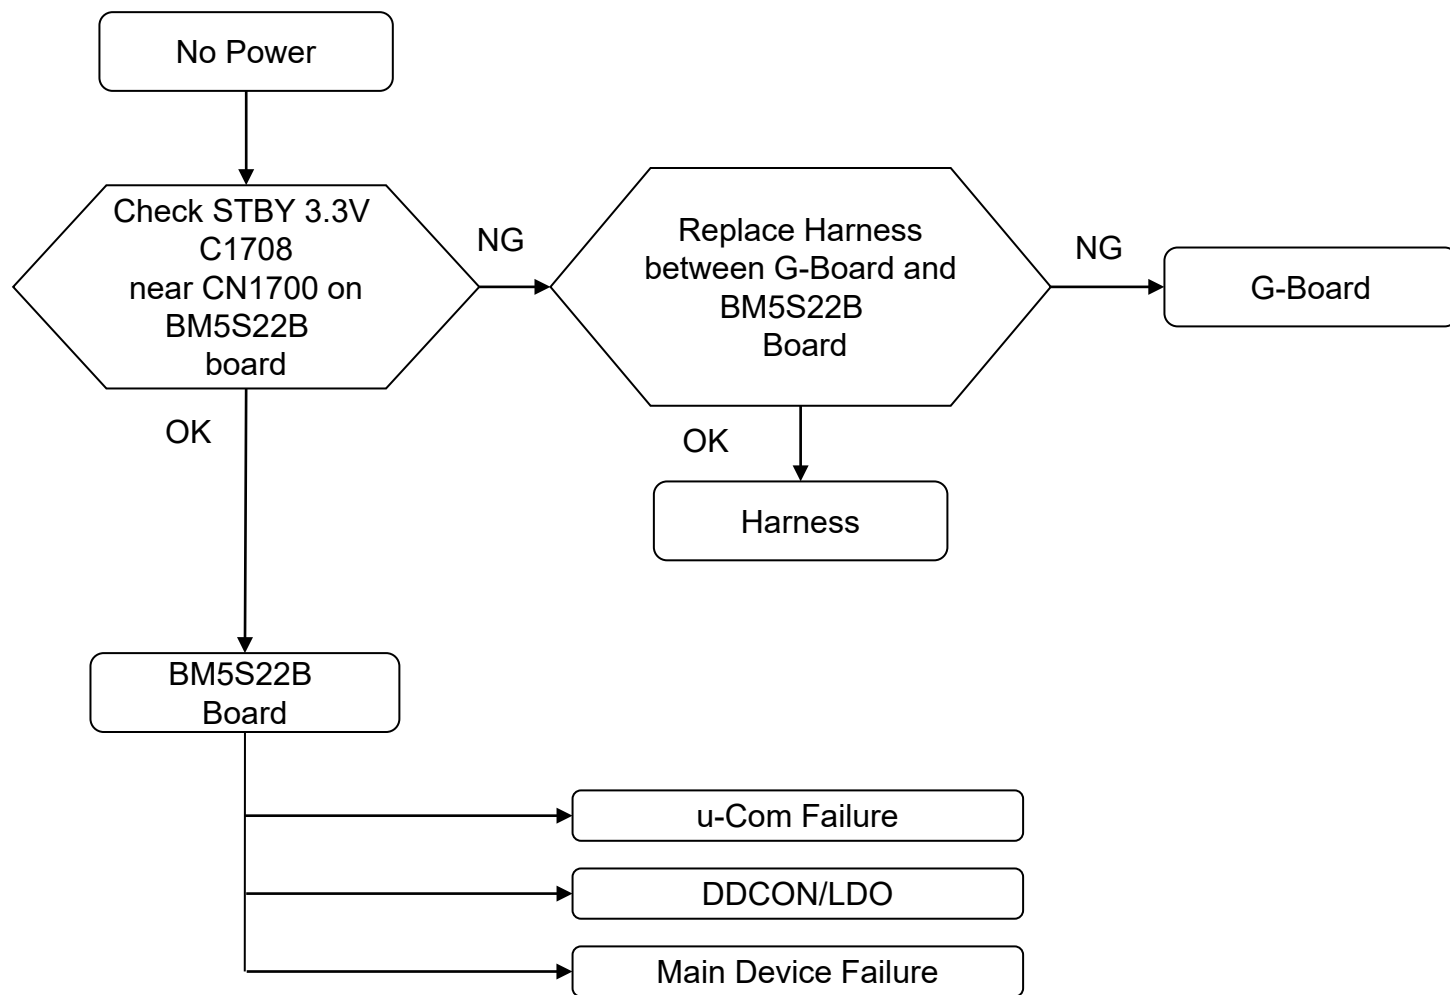 No Power
Check STBY 3.3V
C1708
near CN1700 on
BM5S22B
board
NG
Replace Harness
between G-Board and
BM5S22B
Board
NG
G-Board
OK
OK
Harness
BM5S22B
Board
u-Com Failure
DDCON/LDO
Main Device Failure